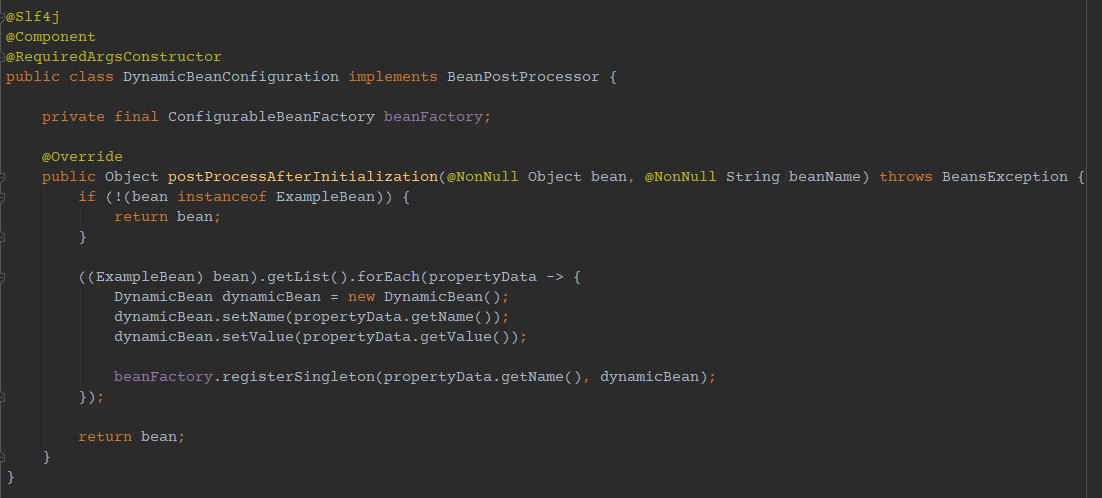 @Slf4j
@Component
@RequiredArgsConstructor
public class DynamicBeanConfiguration implements BeanPostProcessor {
private final ConfigurableBeanFactory beanFactory;
@Override
public Object postProcessAfterInitialization(@NonNull Object bean, @NonNull String beanName) throws BeansException {
if (!(bean instanceof ExampleBean)) {
return bean;
}
((ExampleBean) bean).getList().forEach(propertyData -> {
DynamicBean dynamicBean = new DynamicBean();
dynamicBean.setName(propertyData.getName());
dynamicBean.setValue(propertyData.getValue());
beanFactory.registerSingleton(propertyData.getName(), dynamicBean);
});
return bean;
}
}